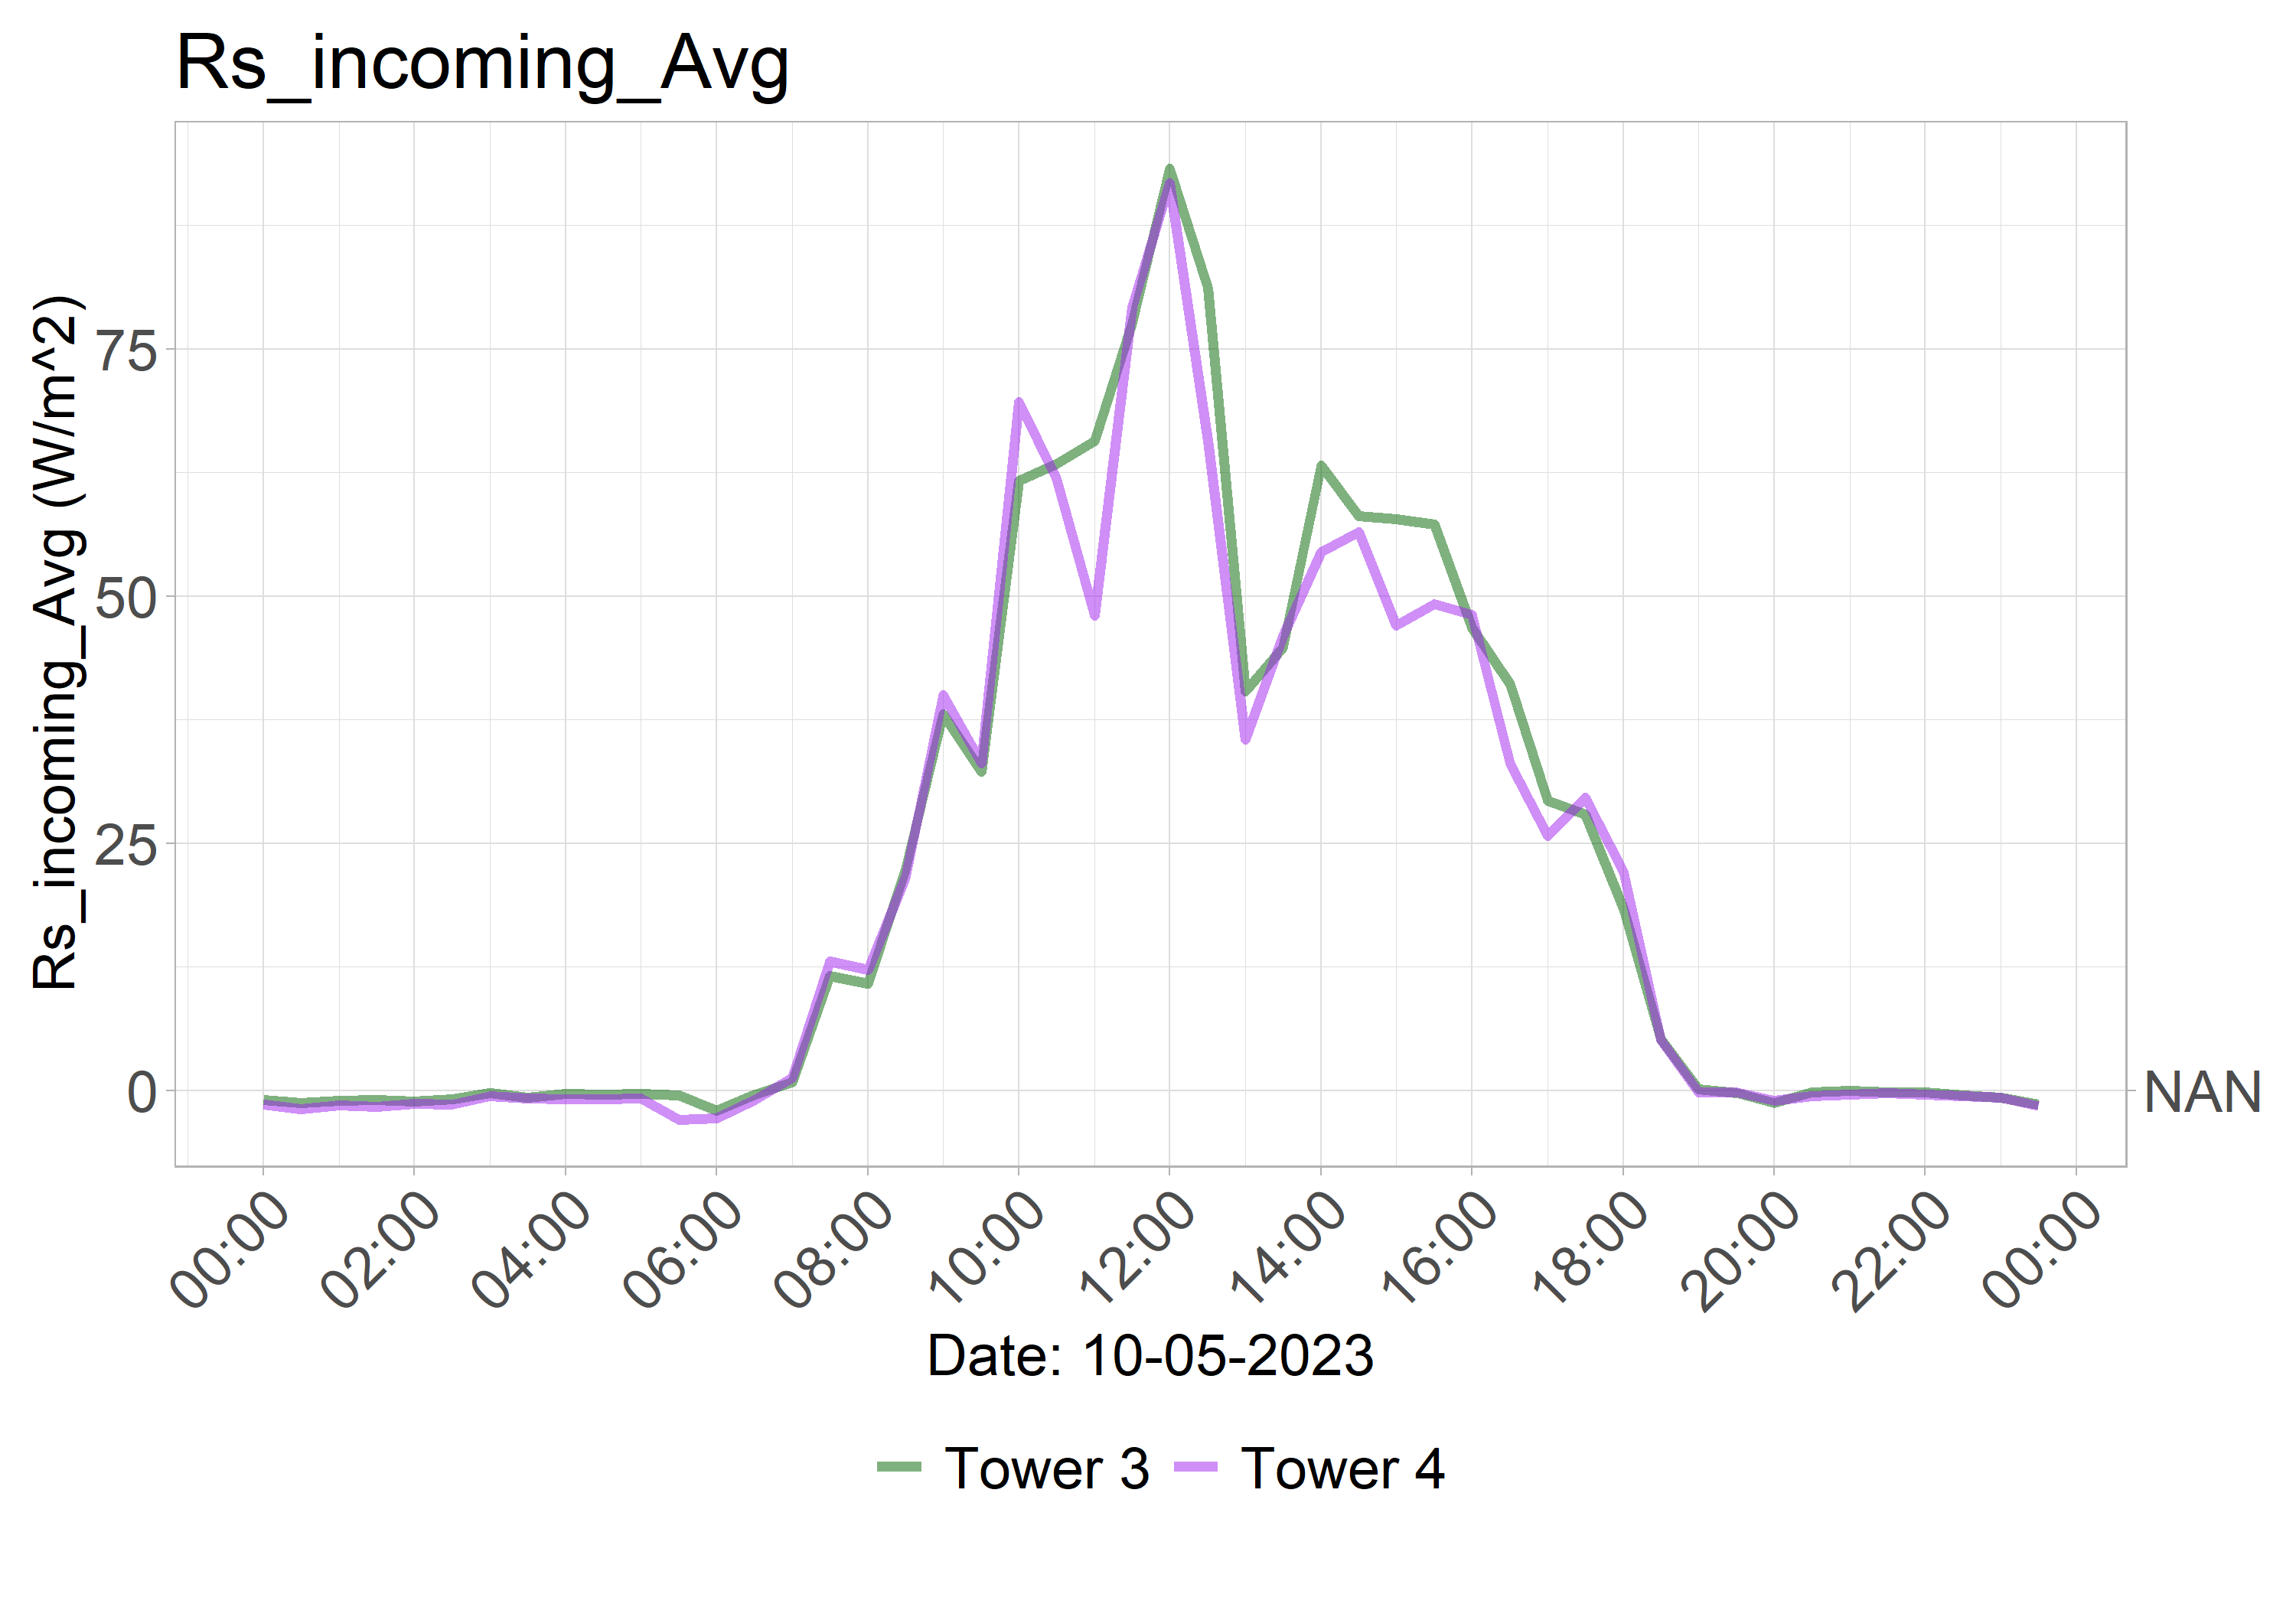 Rs_incoming_Avg
Rs_incoming_Avg (W/m^2)
75
50
25
0
NAN
00:00 02:00 04:00 06:00 08:00 10:00 12:00 14:00 16:00 18:00 20:00 22:00 00:00
Date: 10-05-2023
Tower 3 Tower 4